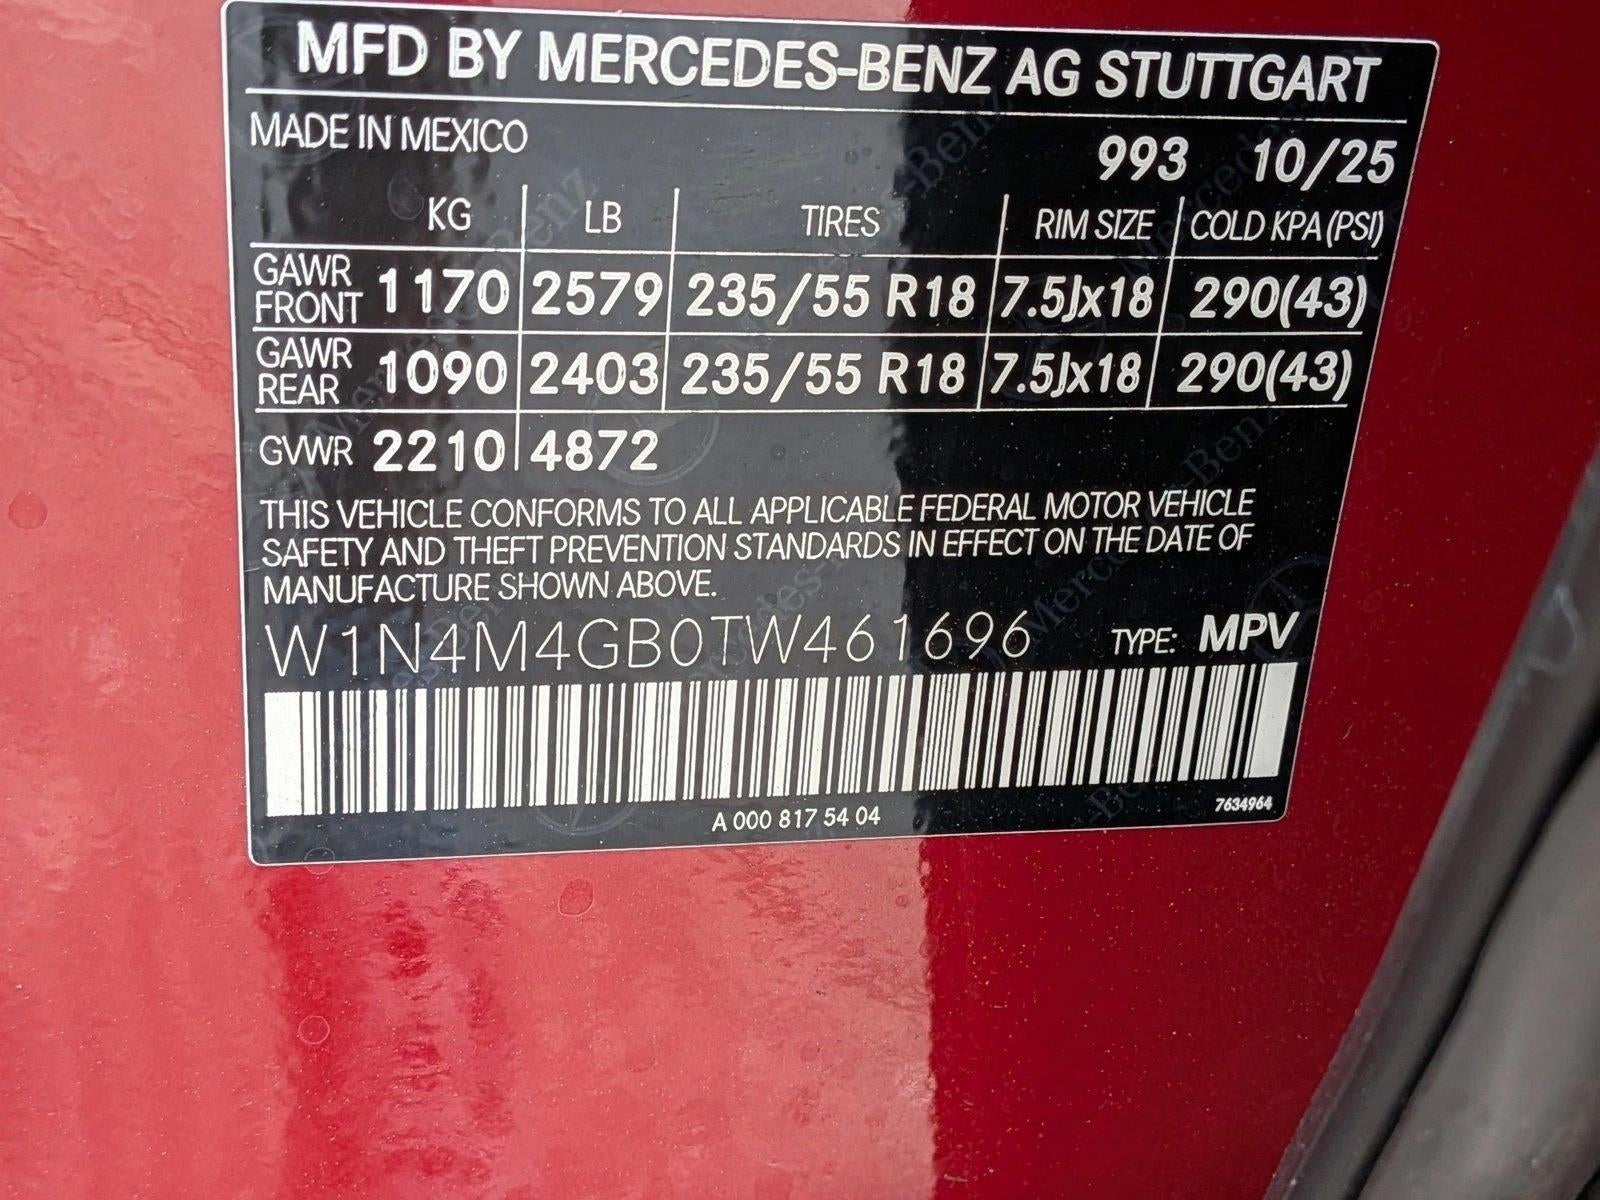 MFD BY MERCEDES-BENZ AG STUTTGART
MADE IN MEXICO
993 10/25
KG LB TIRES RIM SIZE COLD KPA (PSI)
GAWR FRONT 1170 2579 235/55 R18 7.5Jx18 290(43)
GAWR REAR 1090 2403 235/55 R18 7.5Jx18 290(43)
GVWR 2210 4872
THIS VEHICLE CONFORMS TO ALL APPLICABLE FEDERAL MOTOR VEHICLE
SAFETY AND THEFT PREVENTION STANDARDS IN EFFECT ON THE DATE OF
MANUFACTURE SHOWN ABOVE.
W1N4M4GB0TW461696 TYPE: MPV
A 000 817 54 04
7634964